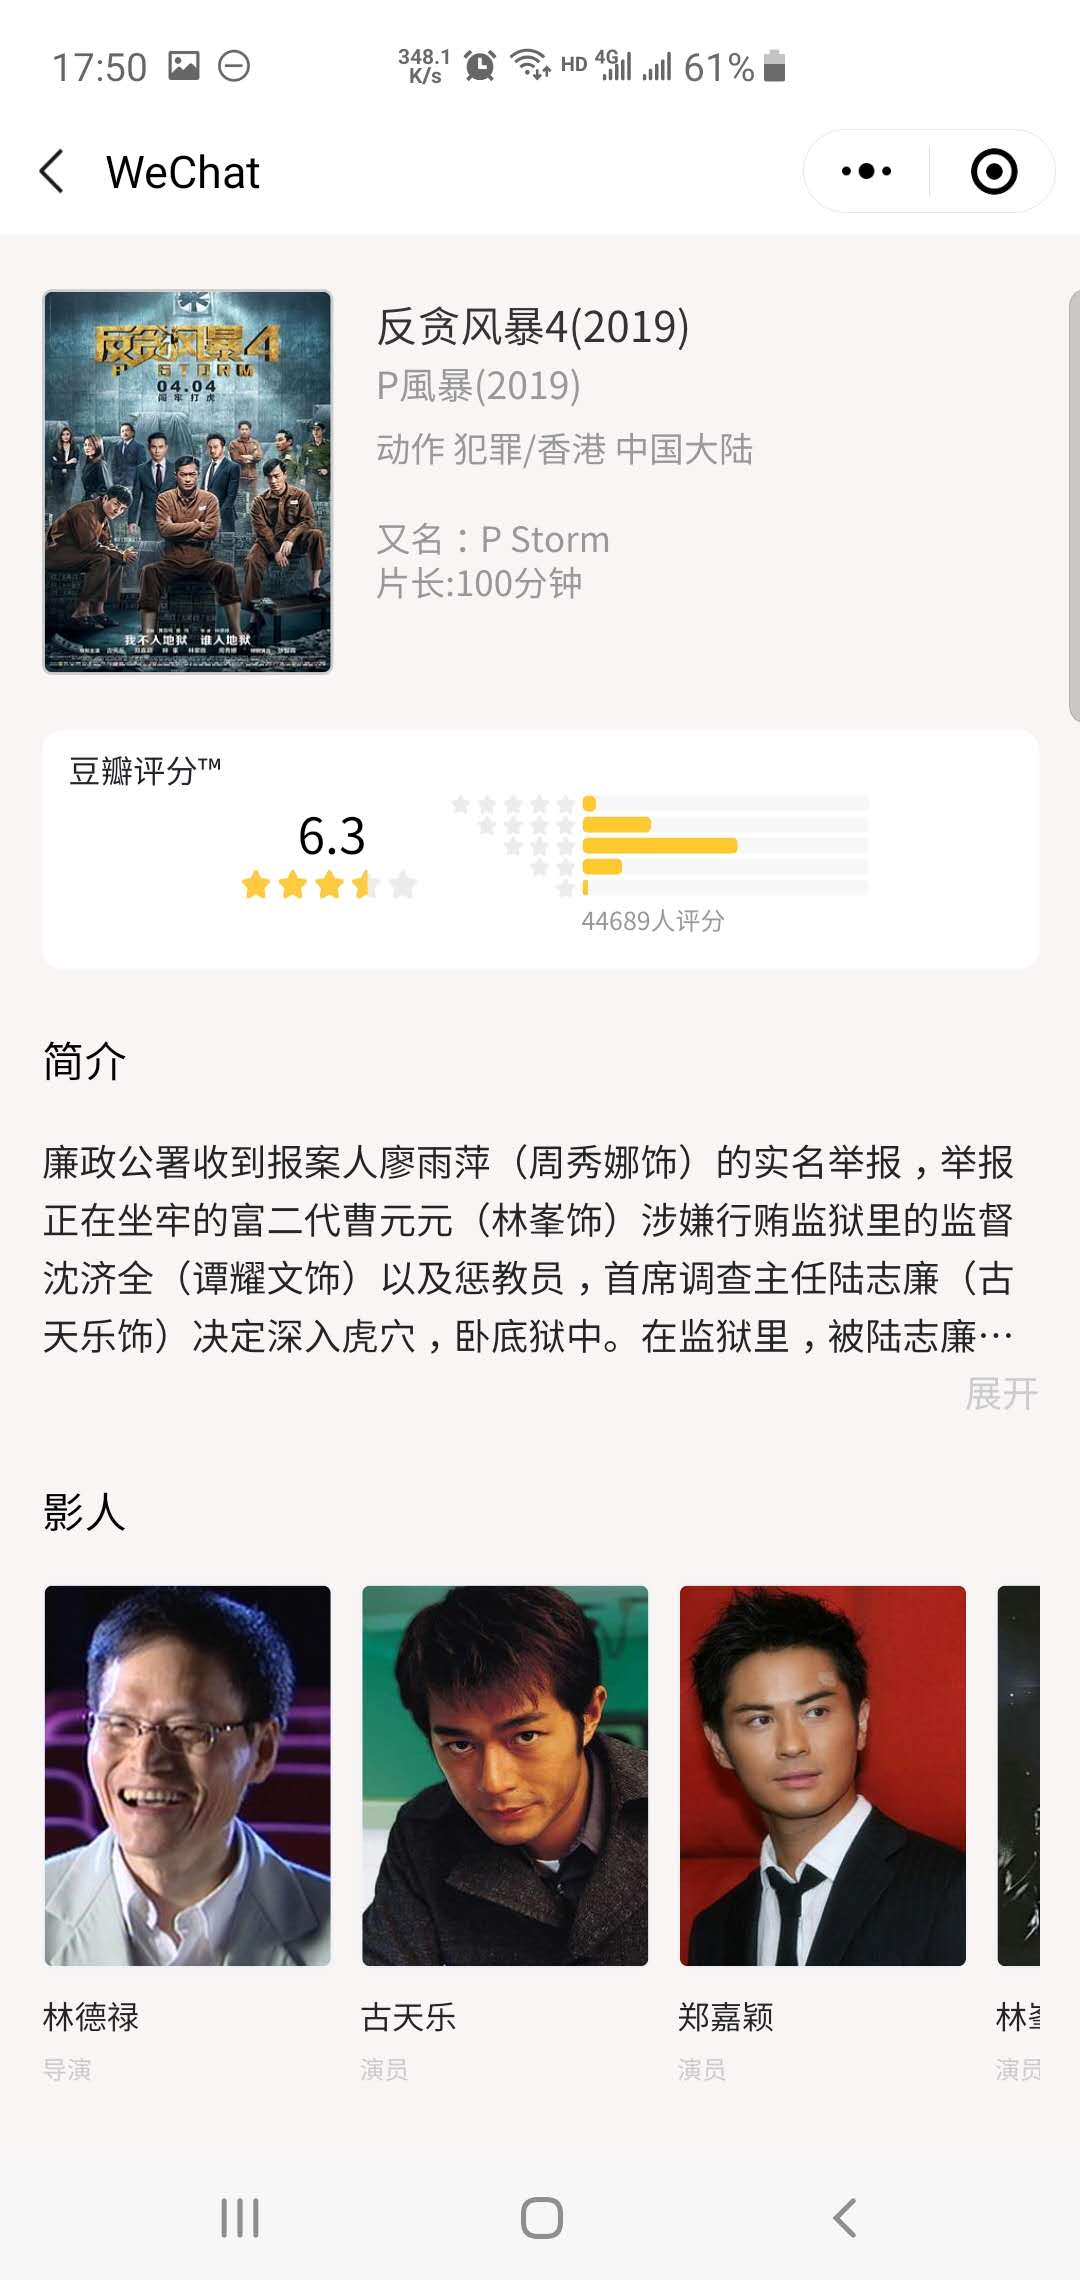 17:50
348.1
K/s
HD
4G
61%
WeChat
反贪风暴4
P STORM
04.04
闯牢打虎
我不入地狱 谁入地狱
反贪风暴4(2019)
P風暴(2019)
动作 犯罪/香港 中国大陆
又名：P Storm
片长:100分钟
豆瓣评分™
6.3
44689人评分
简介
廉政公署收到报案人廖雨萍（周秀娜饰）的实名举报，举报
正在坐牢的富二代曹元元（林峯饰）涉嫌行贿监狱里的监督
沈济全（谭耀文饰）以及惩教员，首席调查主任陆志廉（古
天乐饰）决定深入虎穴，卧底狱中。在监狱里，被陆志廉…
展开
影人
林德禄
导演
古天乐
演员
郑嘉颖
演员
林峯
演员